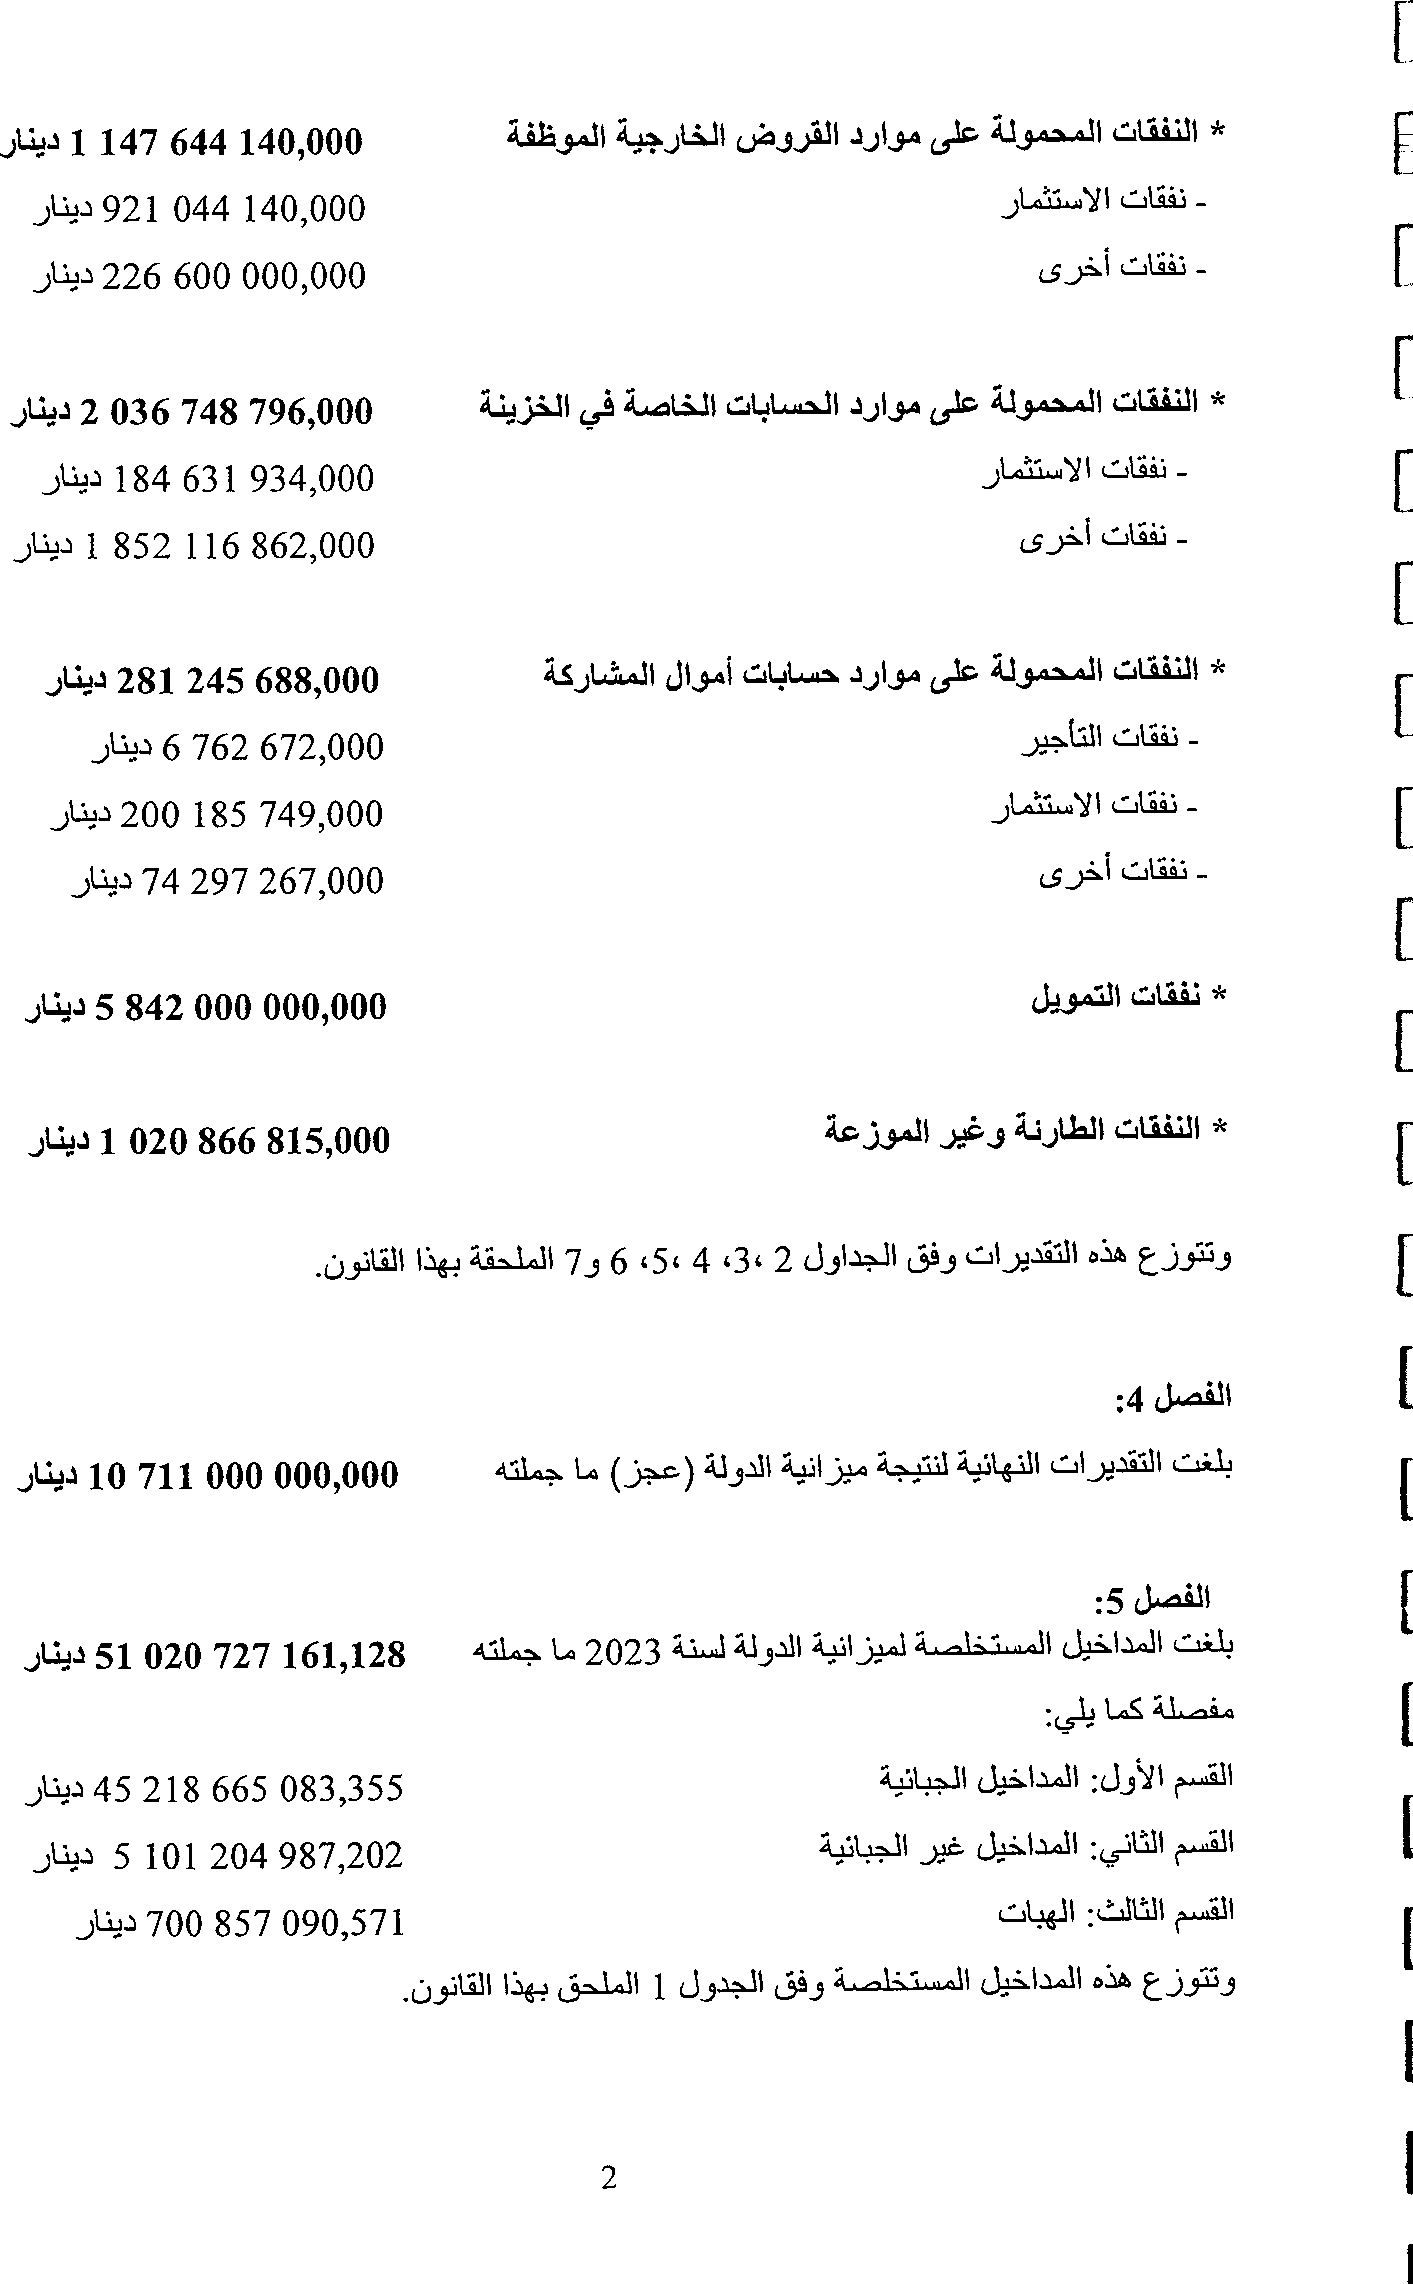 * النفقات المحمولة على موارد القروض الخارجية الموظفة 1 147 644 140,000 دينار
- نفقات الاستثمار 921 044 140,000 دينار
- نفقات أخرى 226 600 000,000 دينار
* النفقات المحمولة على موارد الحسابات الخاصة في الخزينة 2 036 748 796,000 دينار
- نفقات الاستثمار 184 631 934,000 دينار
- نفقات أخرى 1 852 116 862,000 دينار
* النفقات المحمولة على موارد حسابات أموال المشاركة 281 245 688,000 دينار
- نفقات التأجير 6 762 672,000 دينار
- نفقات الاستثمار 200 185 749,000 دينار
- نفقات أخرى 74 297 267,000 دينار
* نفقات التمويل 5 842 000 000,000 دينار
* النفقات الطارئة وغير الموزعة 1 020 866 815,000 دينار
وتتوزع هذه التقديرات وفق الجداول 2 ،3، 4 ،5، 6 و7 الملحقة بهذا القانون.
الفصل 4:
بلغت التقديرات النهائية لنتيجة ميزانية الدولة (عجز) ما جملته 10 711 000 000,000 دينار
الفصل 5:
بلغت المداخيل المستخلصة لميزانية الدولة لسنة 2023 ما جملته 51 020 727 161,128 دينار
مفصلة كما يلي:
القسم الأول: المداخيل الجبائية 45 218 665 083,355 دينار
القسم الثاني: المداخيل غير الجبائية 5 101 204 987,202 دينار
القسم الثالث: الهبات 700 857 090,571 دينار
وتتوزع هذه المداخيل المستخلصة وفق الجدول 1 الملحق بهذا القانون.
2